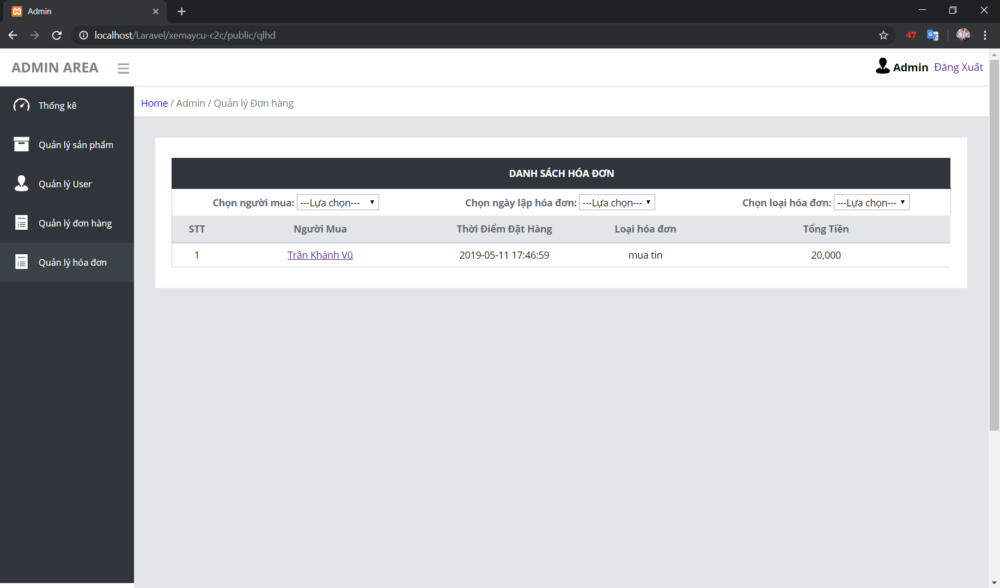 Admin
localhost/Laravel/xemaycu-c2c/public/qlhd
47
ADMIN AREA
Admin Đăng Xuất
Thống kê
Quản lý sản phẩm
Quản lý User
Quản lý đơn hàng
Quản lý hóa đơn
Home / Admin / Quản lý Đơn hàng
DANH SÁCH HÓA ĐƠN
Chọn người mua: ---Lựa chọn--- Chọn ngày lập hóa đơn: ---Lựa chọn--- Chọn loại hóa đơn: ---Lựa chọn---
STT Người Mua Thời Điểm Đặt Hàng Loại hóa đơn Tổng Tiền
1 Trần Khánh Vũ 2019-05-11 17:46:59 mua tin 20,000